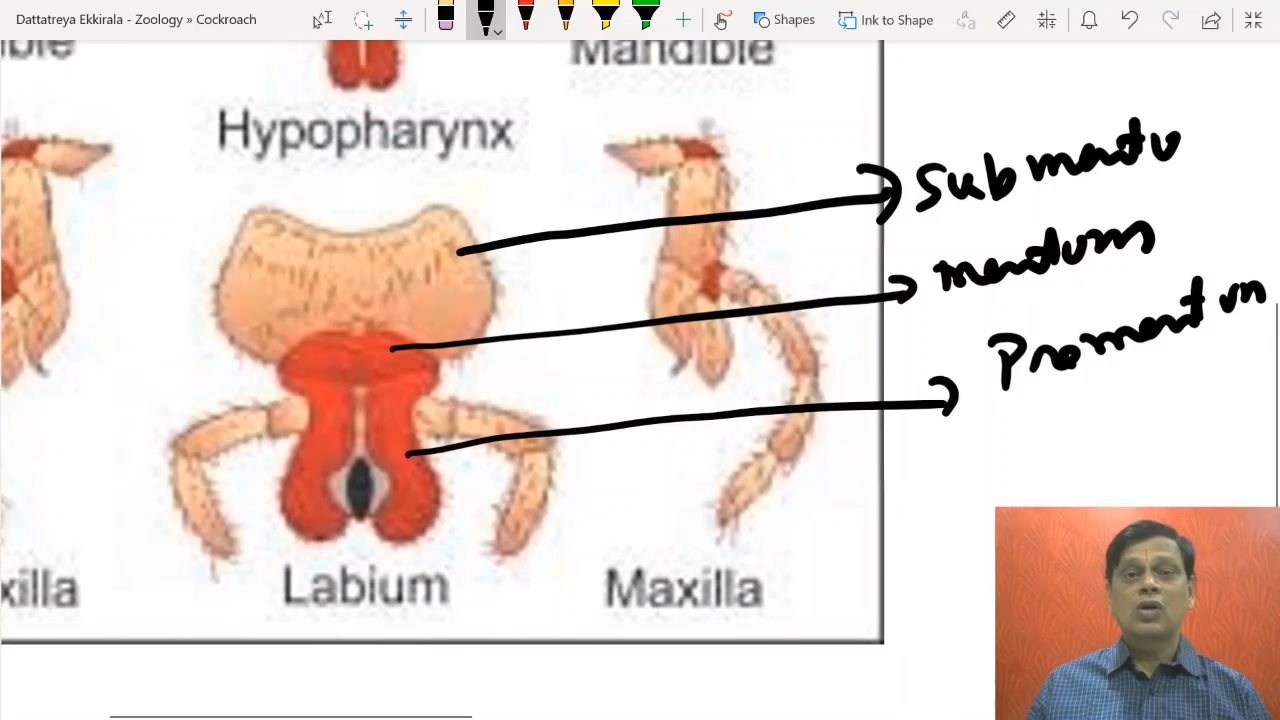 Dattatreya Ekkirala - Zoology » Cockroach
Shapes
Ink to Shape
Mandible
Hypopharynx
Submentu
mentum
Prementum
xilla
Labium
Maxilla